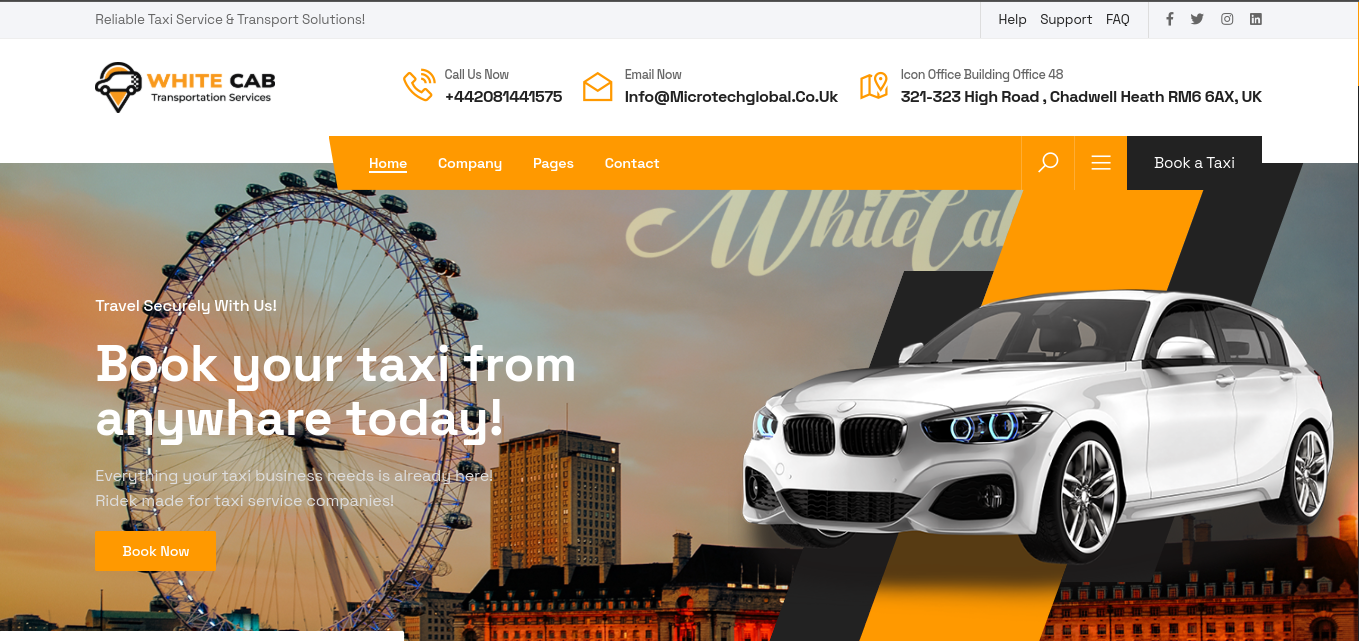 Reliable Taxi Service & Transport Solutions!
Help Support FAQ
WHITE CAB
Transportation Services
Call Us Now
+442081441575
Email Now
Info@Microtechglobal.Co.Uk
Icon Office Building Office 48
321-323 High Road , Chadwell Heath RM6 6AX, UK
Home Company Pages Contact
Book a Taxi
WhiteCab
Travel Securely With Us!
Book your taxi from
anywhare today!
Everything your taxi business needs is already here!
Ridek made for taxi service companies!
Book Now